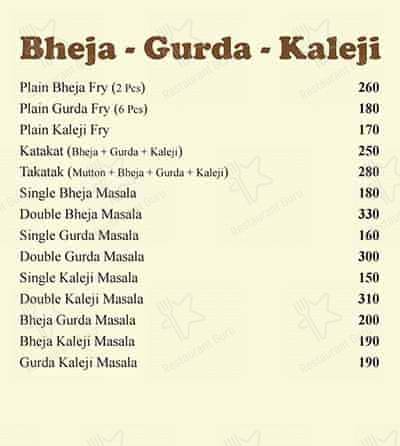 Bheja - Gurda - Kaleji
Plain Bheja Fry (2 Pcs) 260
Plain Gurda Fry (6 Pcs) 180
Plain Kaleji Fry 170
Katakat (Bheja + Gurda + Kaleji) 250
Takatak (Mutton + Bheja + Gurda + Kaleji) 280
Single Bheja Masala 180
Double Bheja Masala 330
Single Gurda Masala 160
Double Gurda Masala 300
Single Kaleji Masala 150
Double Kaleji Masala 310
Bheja Gurda Masala 200
Bheja Kaleji Masala 190
Gurda Kaleji Masala 190
Restaurant Guru